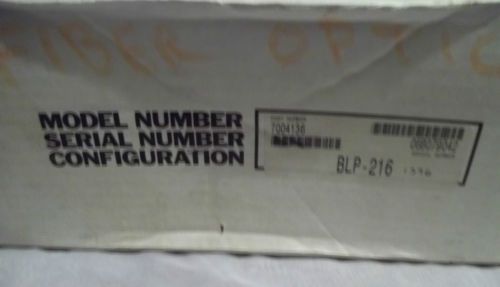 FIBER OPTIC
MODEL NUMBER
SERIAL NUMBER
CONFIGURATION
7004136
BLP-216